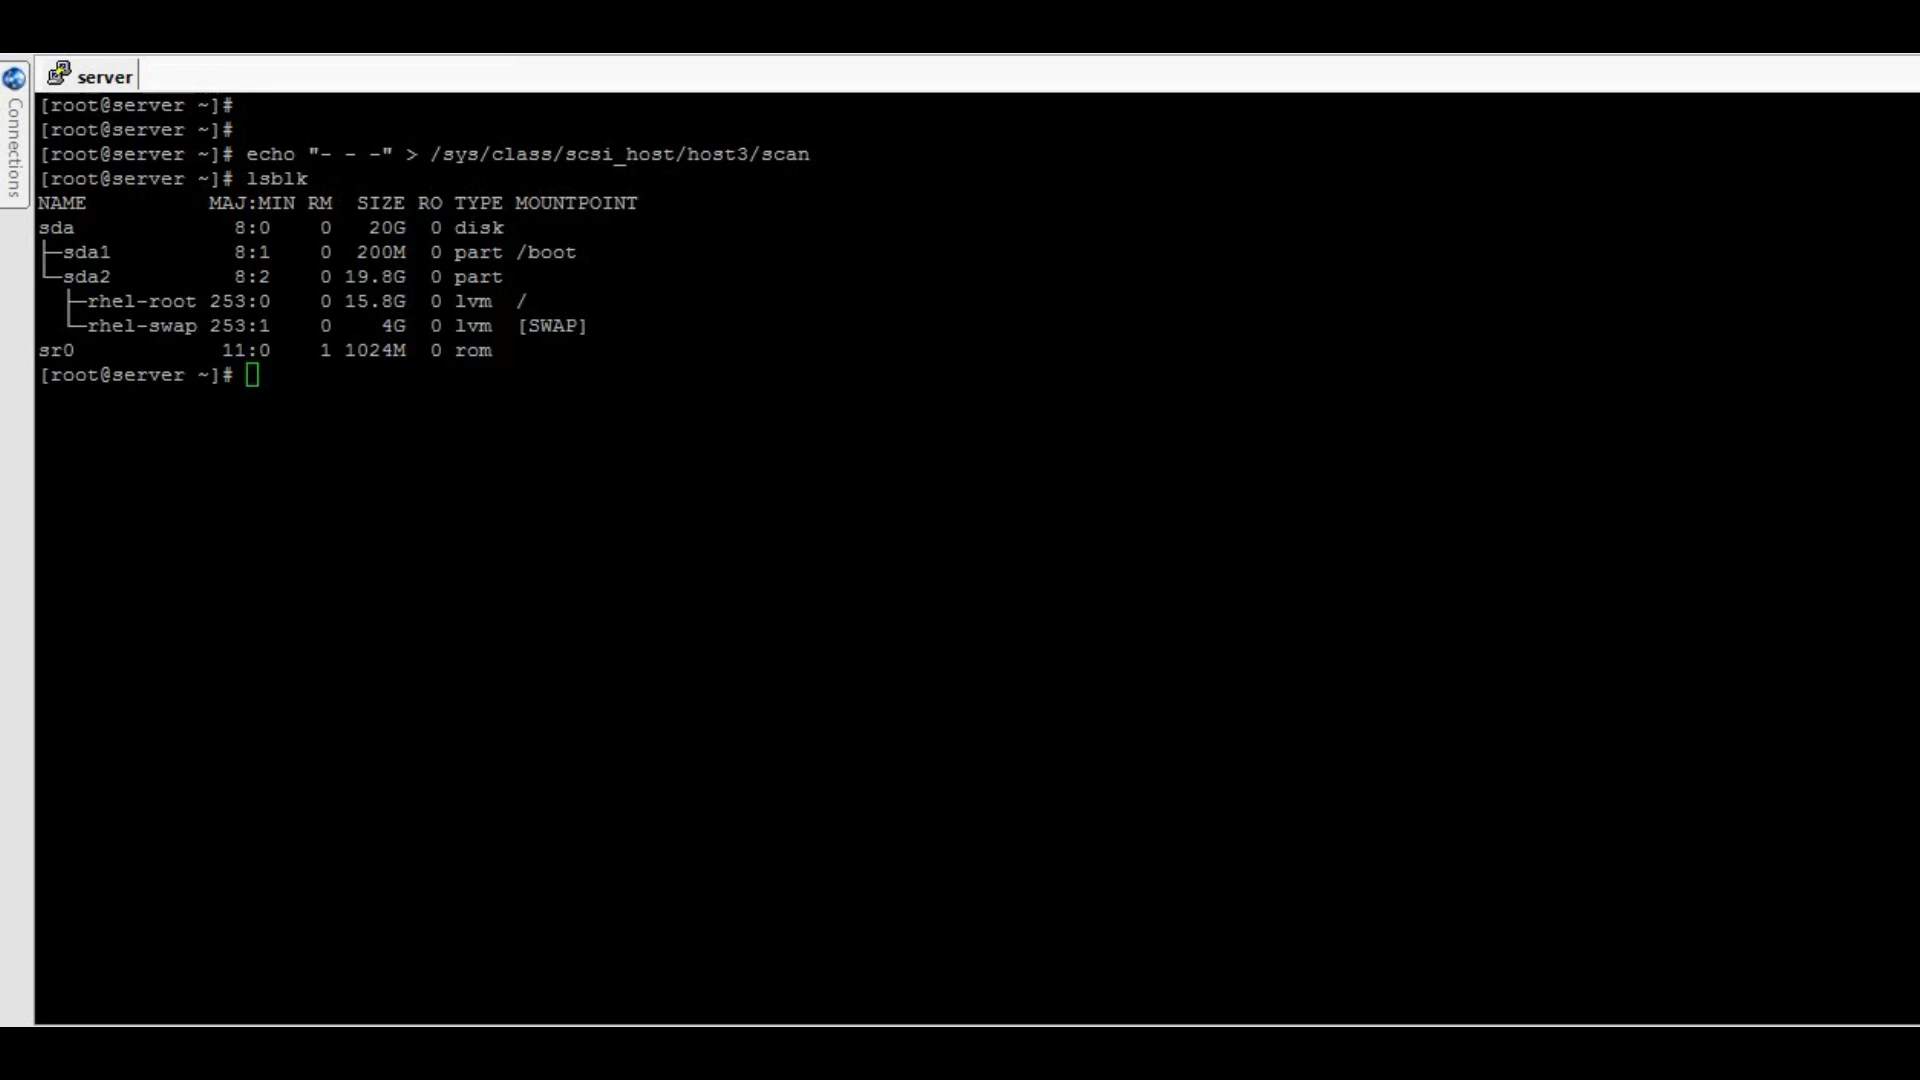 server
Connections
[root@server ~]#
[root@server ~]#
[root@server ~]# echo "- - -" > /sys/class/scsi_host/host3/scan
[root@server ~]# lsblk
NAME          MAJ:MIN RM   SIZE RO TYPE MOUNTPOINT
sda             8:0    0    20G  0 disk
├─sda1          8:1    0   200M  0 part /boot
└─sda2          8:2    0  19.8G  0 part
  ├─rhel-root 253:0    0  15.8G  0 lvm  /
  └─rhel-swap 253:1    0     4G  0 lvm  [SWAP]
sr0            11:0    1  1024M  0 rom
[root@server ~]#